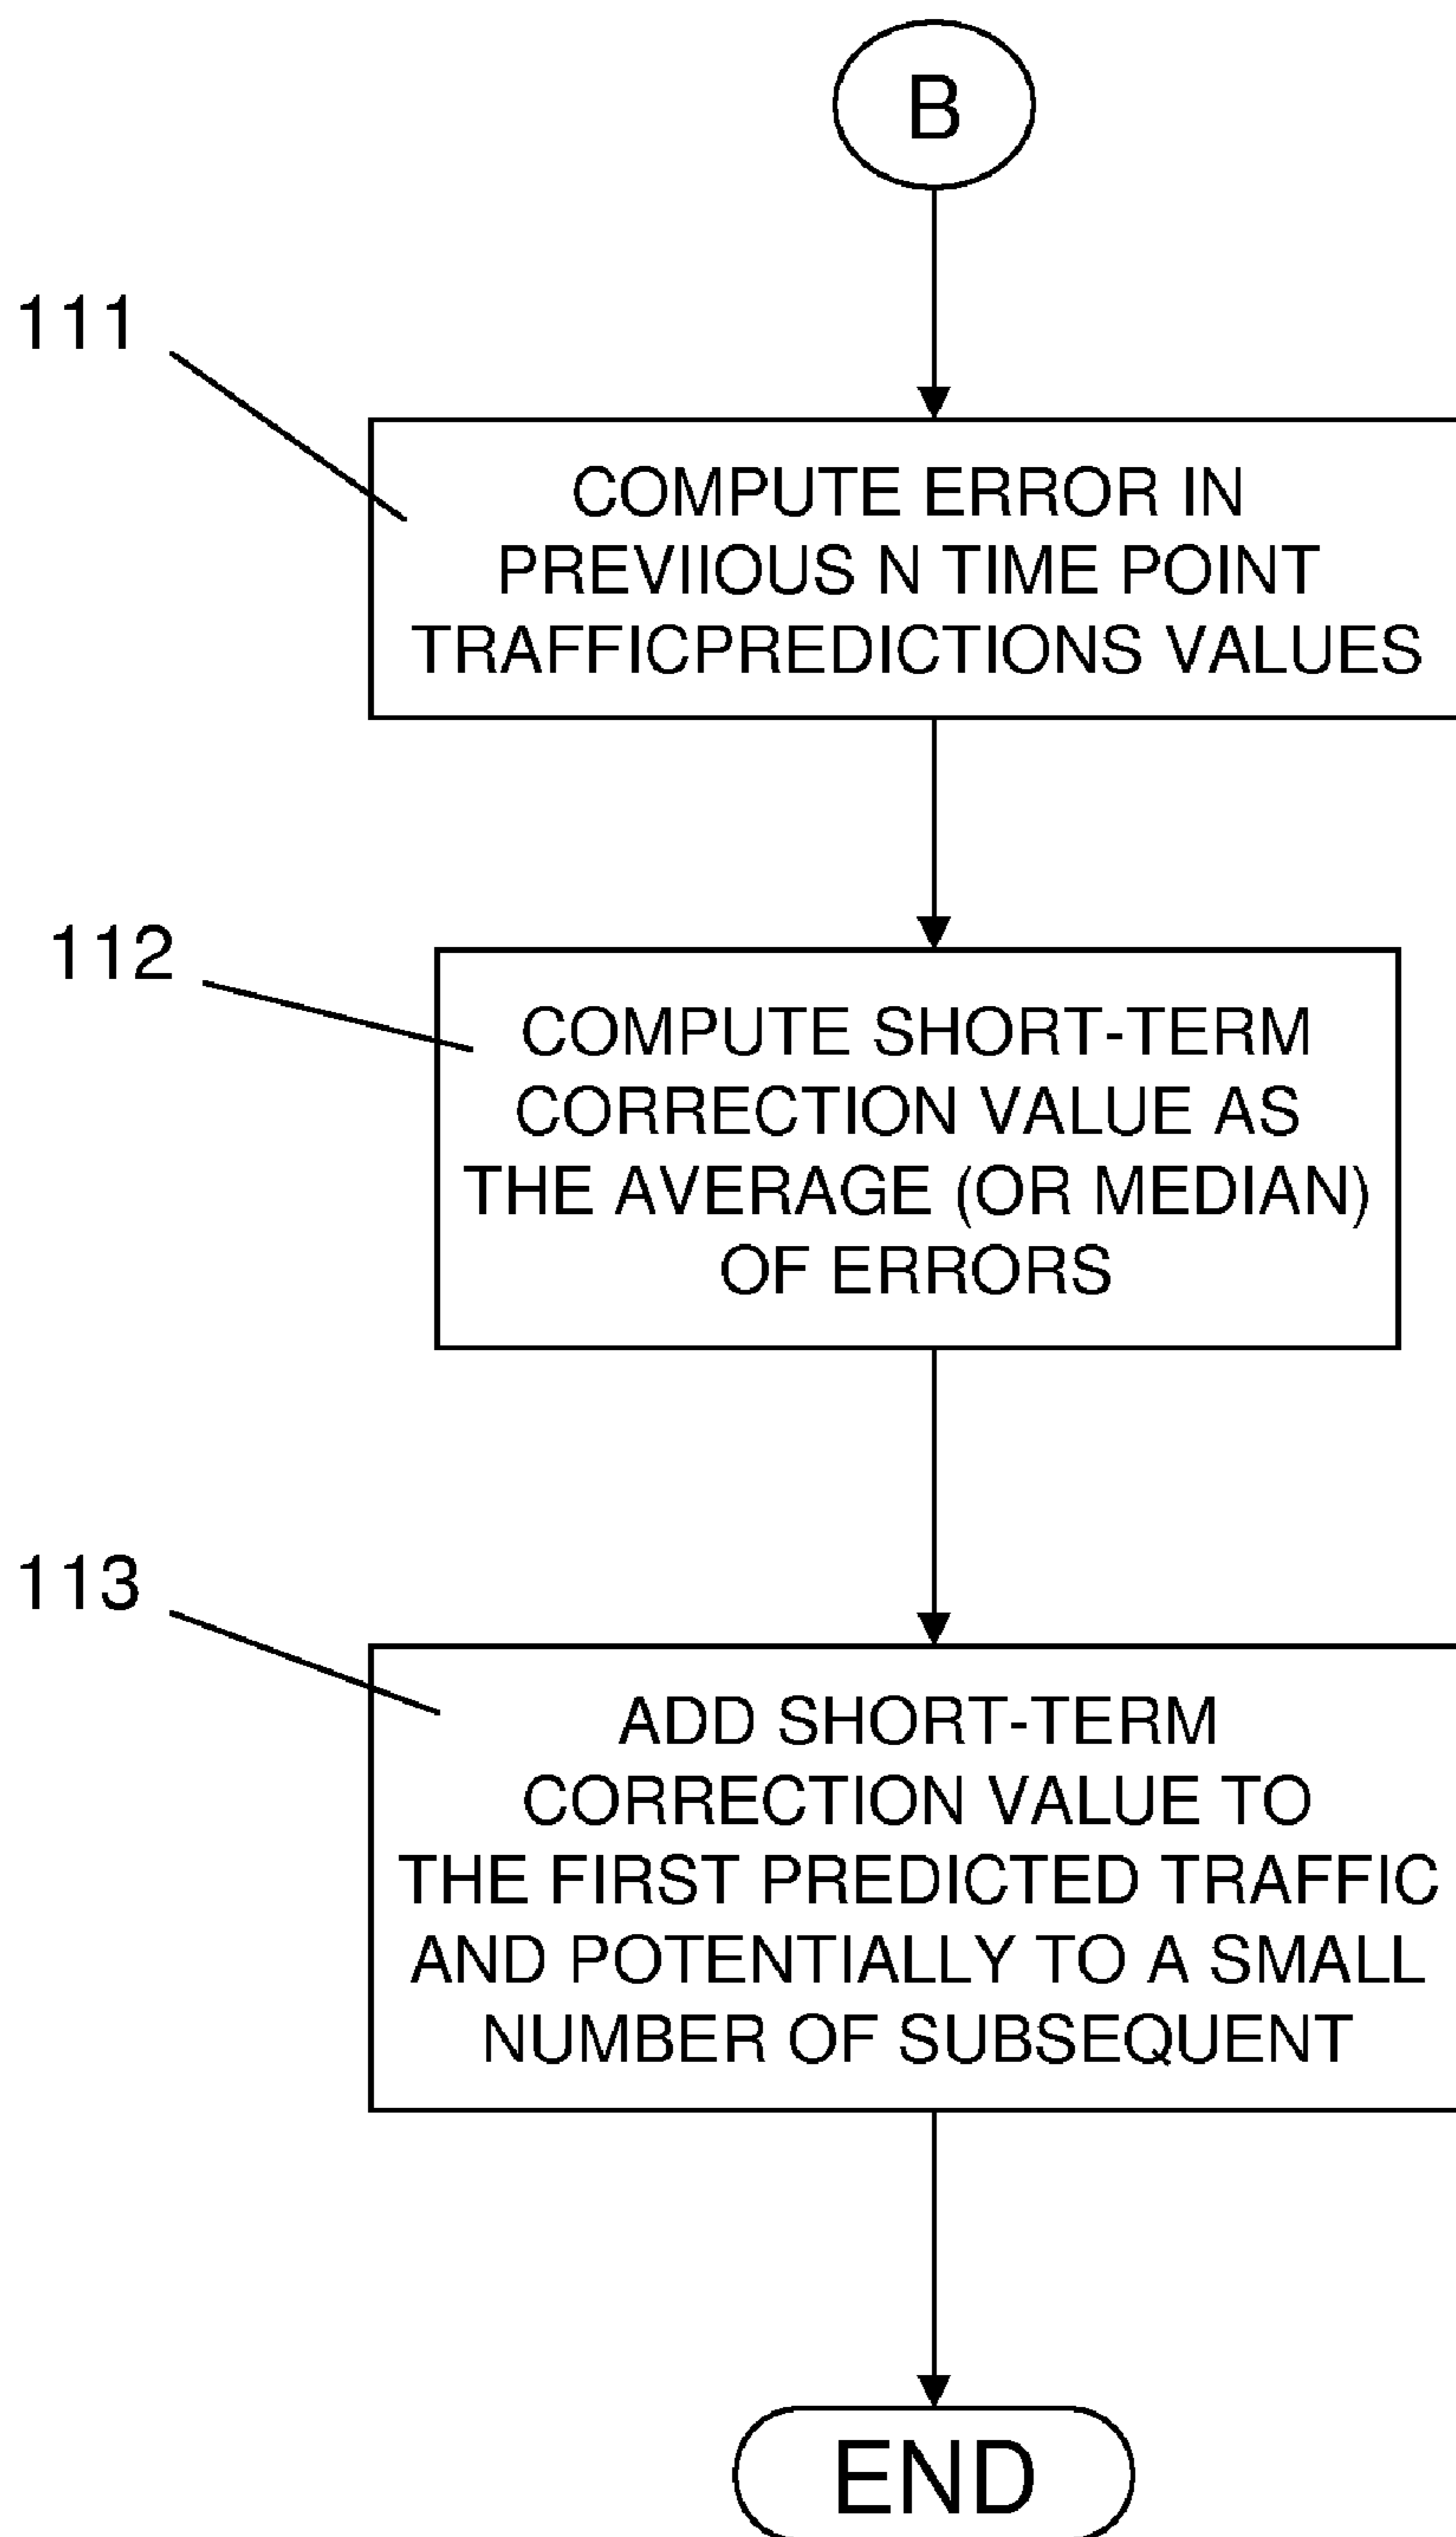 B
111
COMPUTE ERROR IN
PREVIIOUS N TIME POINT
TRAFFICPREDICTIONS VALUES
112
COMPUTE SHORT-TERM
CORRECTION VALUE AS
THE AVERAGE (OR MEDIAN)
OF ERRORS
113
ADD SHORT-TERM
CORRECTION VALUE TO
THE FIRST PREDICTED TRAFFIC
AND POTENTIALLY TO A SMALL
NUMBER OF SUBSEQUENT
END